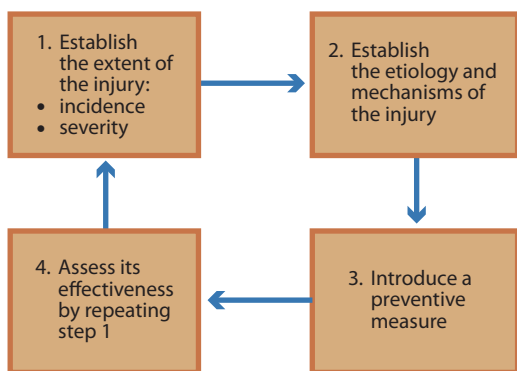 1. Establish
the extent of
the injury:
• incidence
• severity
2. Establish
the etiology and
mechanisms of
the injury
3. Introduce a
preventive
measure
4. Assess its
effectiveness
by repeating
step 1